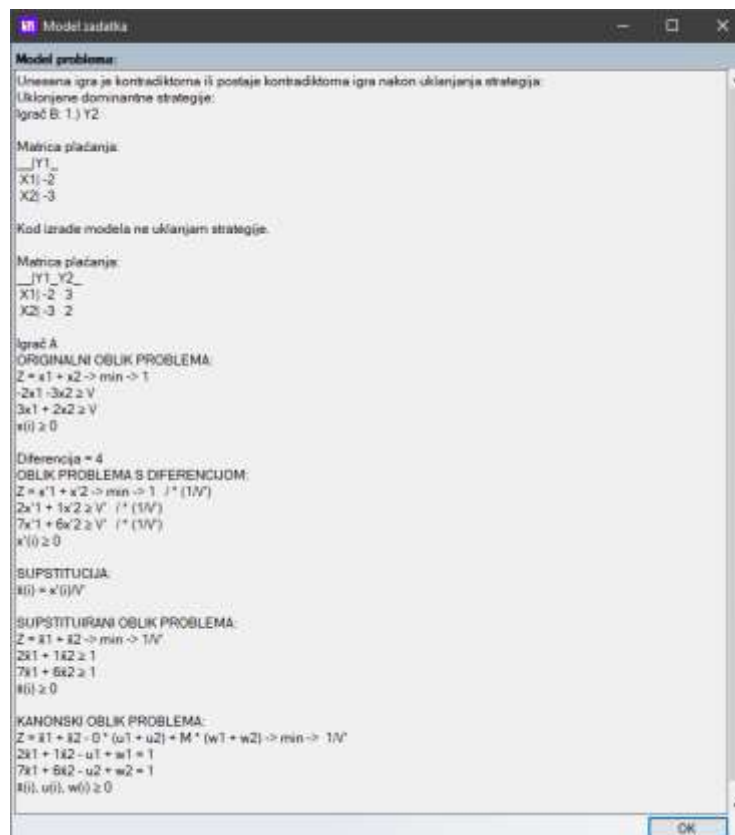 Model zadatka
Model problema:
Unesena igra je kontradiktorna ili postaje kontradiktorna igra nakon uklanjanja strategija:
Uklonjene dominantne strategije:
Igrač B: 1.) Y2
Matrica plaćanja:
__|Y1_
X1| -2
X2| -3
Kod izrade modela ne uklanjam strategije.
Matrica plaćanja:
__|Y1_Y2_
X1| -2 3
X2| -3 2
Igrač A
ORIGINALNI OBLIK PROBLEMA:
Z = x1 + x2 -> min -> 1
-2x1 -3x2 ≥ V
3x1 + 2x2 ≥ V
x(i) ≥ 0
Diferencija = 4
OBLIK PROBLEMA S DIFERENCIJOM:
Z = x'1 + x'2 -> min -> 1 / * (1/V')
2x'1 + 1x'2 ≥ V' / * (1/V')
7x'1 + 6x'2 ≥ V' / * (1/V')
x'(i) ≥ 0
SUPSTITUCIJA:
x̄(i) = x'(i)/V'
SUPSTITUIRANI OBLIK PROBLEMA:
Z = x̄1 + x̄2 -> min -> 1/V'
2x̄1 + 1x̄2 ≥ 1
7x̄1 + 6x̄2 ≥ 1
x̄(i) ≥ 0
KANONSKI OBLIK PROBLEMA:
Z = x̄1 + x̄2 - 0 * (u1 + u2) + M * (w1 + w2) -> min -> 1/V'
2x̄1 + 1x̄2 - u1 + w1 = 1
7x̄1 + 6x̄2 - u2 + w2 = 1
x̄(i), u(i), w(i) ≥ 0
OK